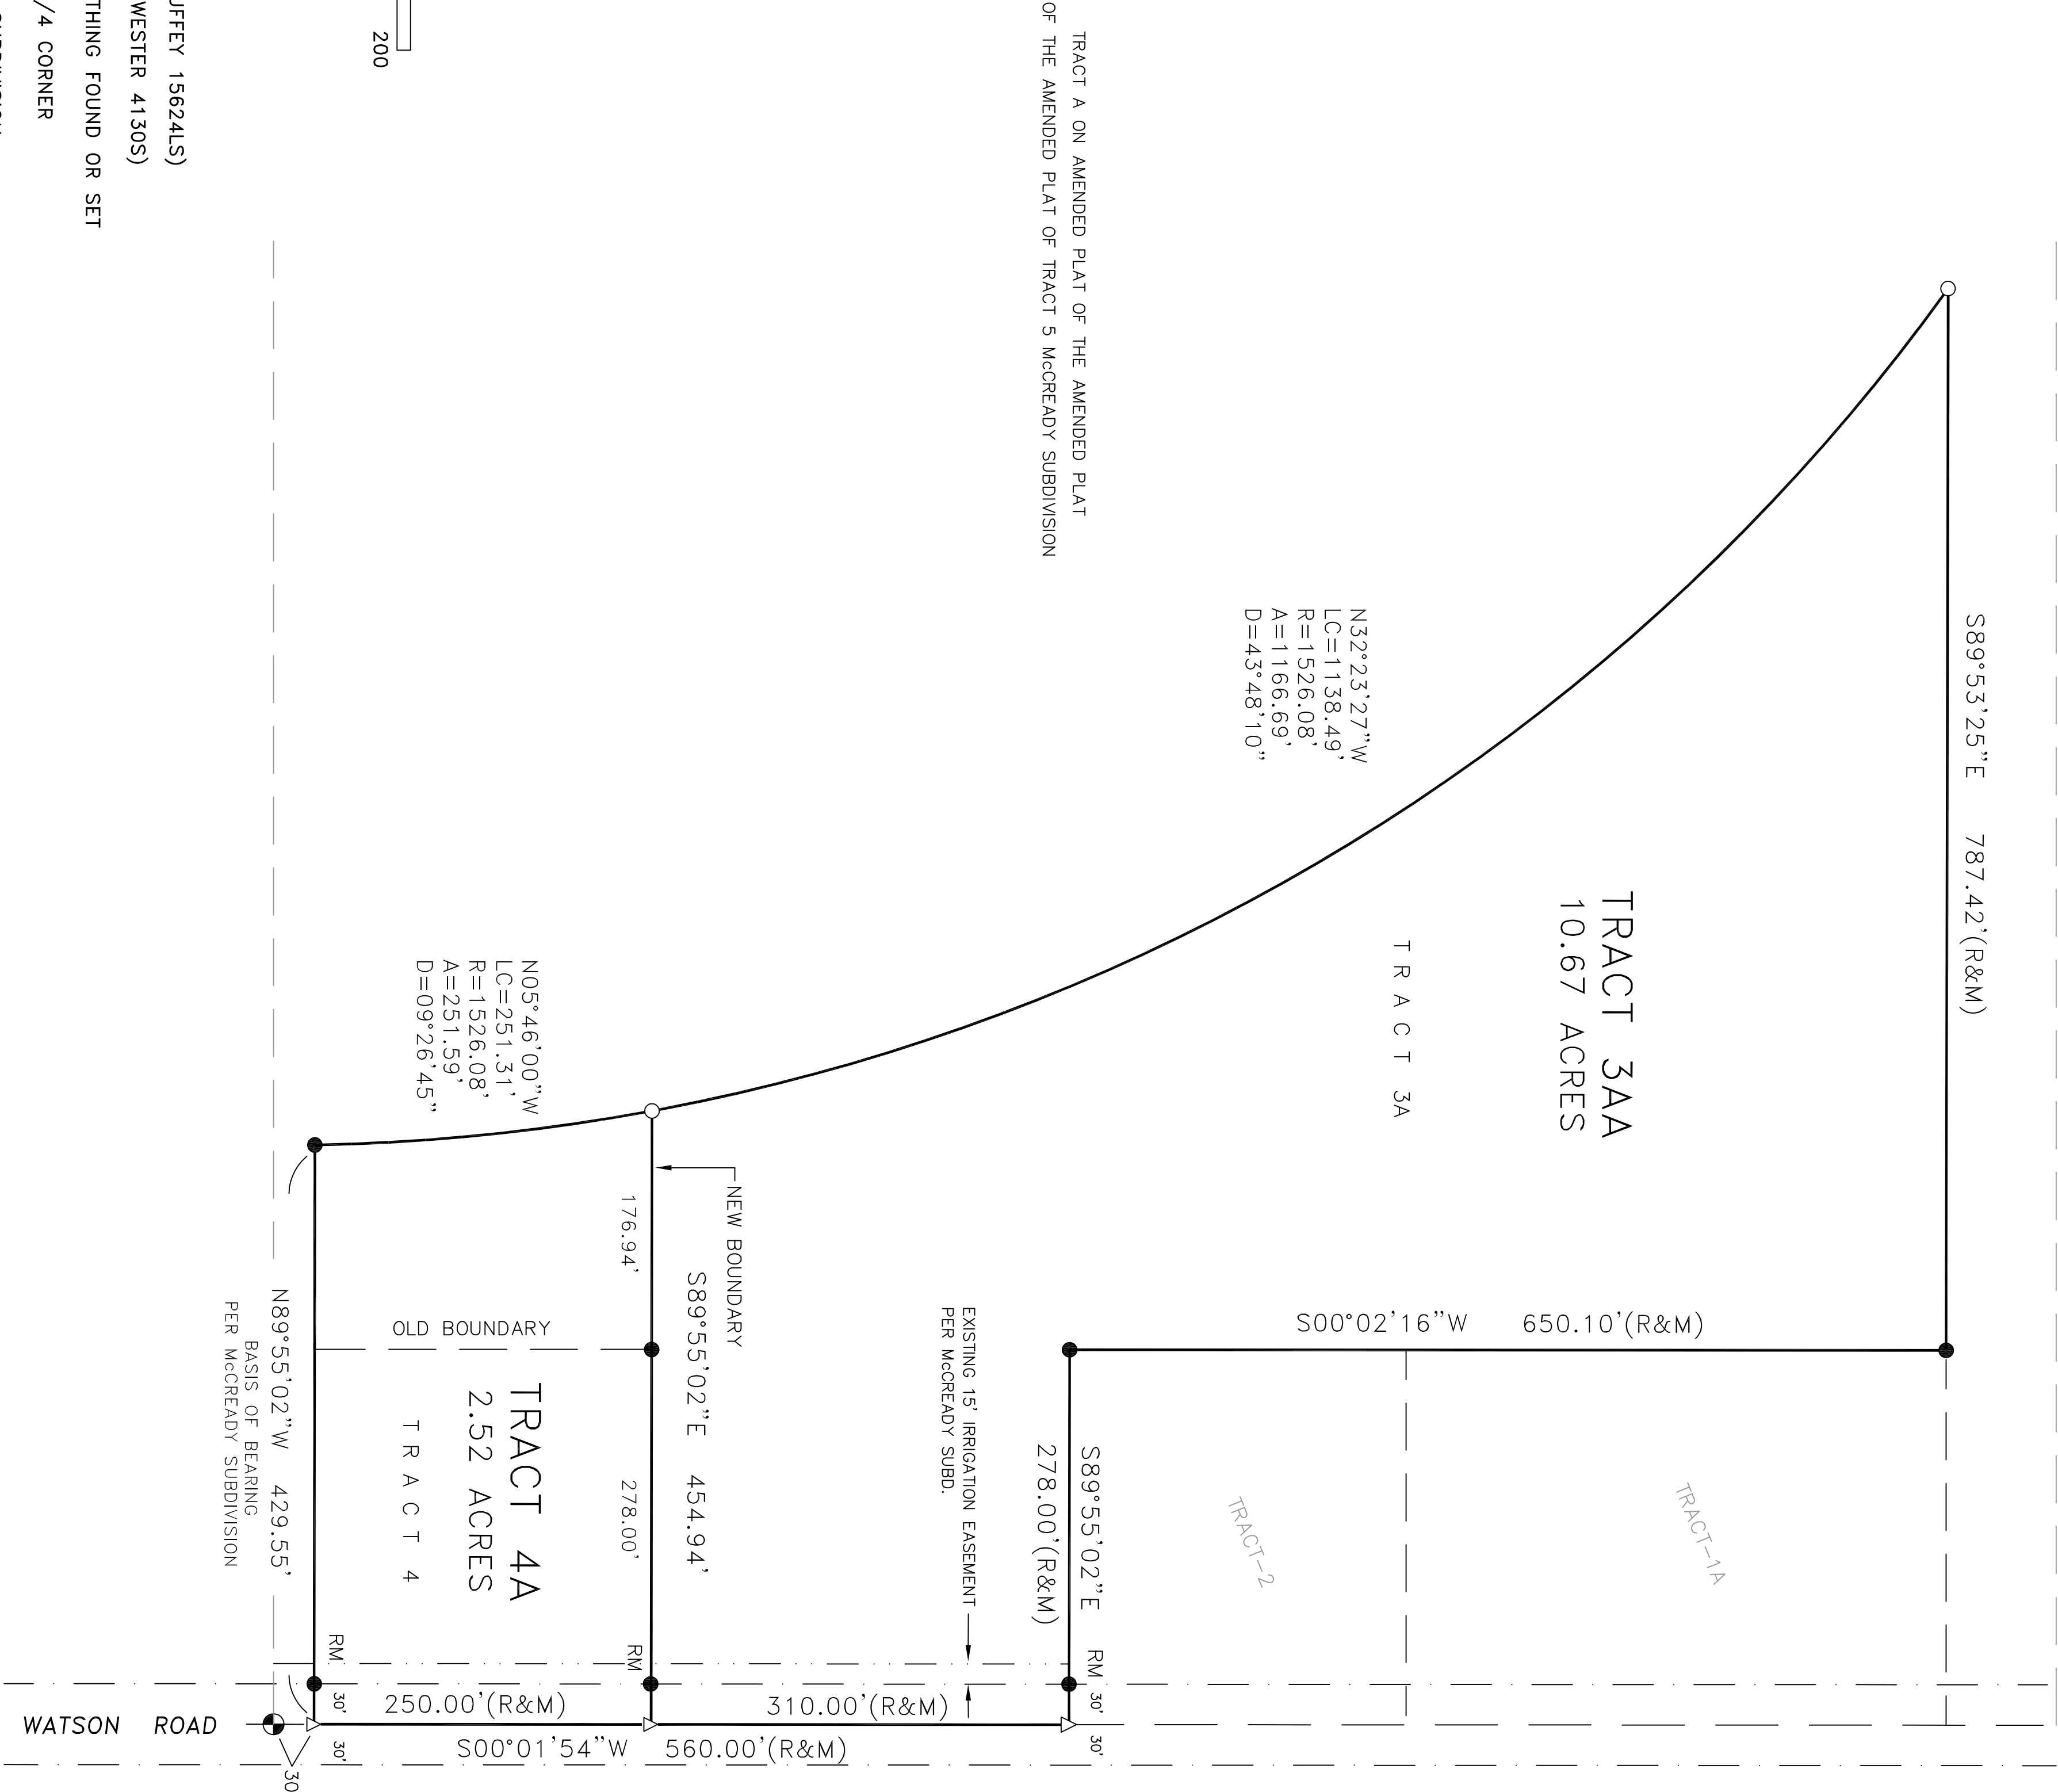 S89°53'25"E 787.42'(R&M)
TRACT-1A
TRACT 3AA
10.67 ACRES
S00°02'16"W 650.10'(R&M)
T R A C T 3A
N32°23'27"W
LC=1138.49'
R=1526.08'
A=1166.69'
D=43°48'10"
TRACT-2
TRACT A ON AMENDED PLAT OF THE AMENDED PLAT
OF THE AMENDED PLAT OF TRACT 5 McCREADY SUBDIVISION
S89°55'02"E
278.00'(R&M)
RM
30'
30'
EXISTING 15' IRRIGATION EASEMENT
PER McCREADY SUBD.
310.00'(R&M)
NEW BOUNDARY
S89°55'02"E 454.94'
176.94'
278.00'
RM
S00°01'54"W 560.00'(R&M)
N05°46'00"W
LC=251.31'
R=1526.08'
A=251.59'
D=09°26'45"
OLD BOUNDARY
TRACT 4A
2.52 ACRES
T R A C T 4
250.00'(R&M)
RM
30'
30'
N89°55'02"W 429.55'
BASIS OF BEARING
PER McCREADY SUBDIVISION
30
WATSON ROAD
200
UFFEY 15624LS)
WESTER 4130S)
THING FOUND OR SET
/4 CORNER